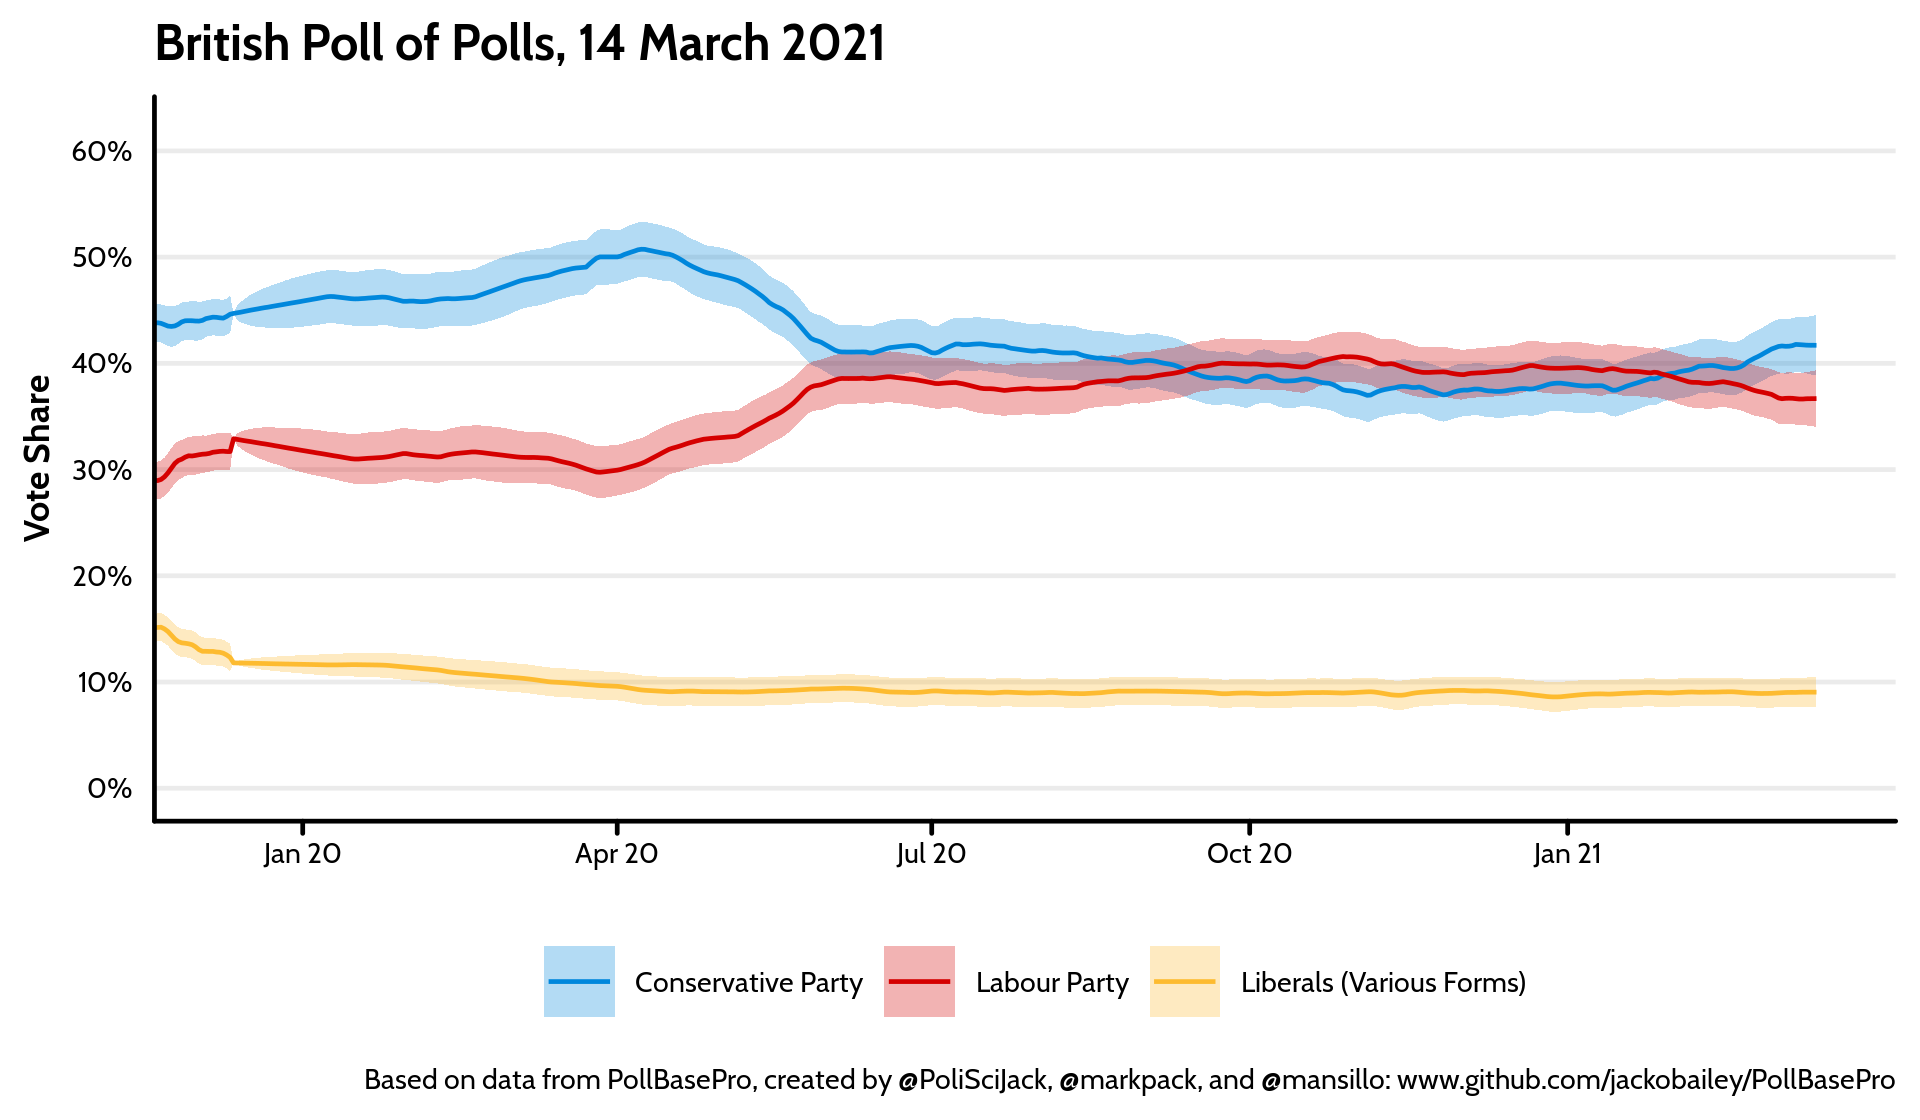 British Poll of Polls, 14 March 2021
Vote Share
60%
50%
40%
30%
20%
10%
0%
Jan 20 Apr 20 Jul 20 Oct 20 Jan 21
Conservative Party Labour Party Liberals (Various Forms)
Based on data from PollBasePro, created by @PoliSciJack, @markpack, and @mansillo: www.github.com/jackobailey/PollBasePro